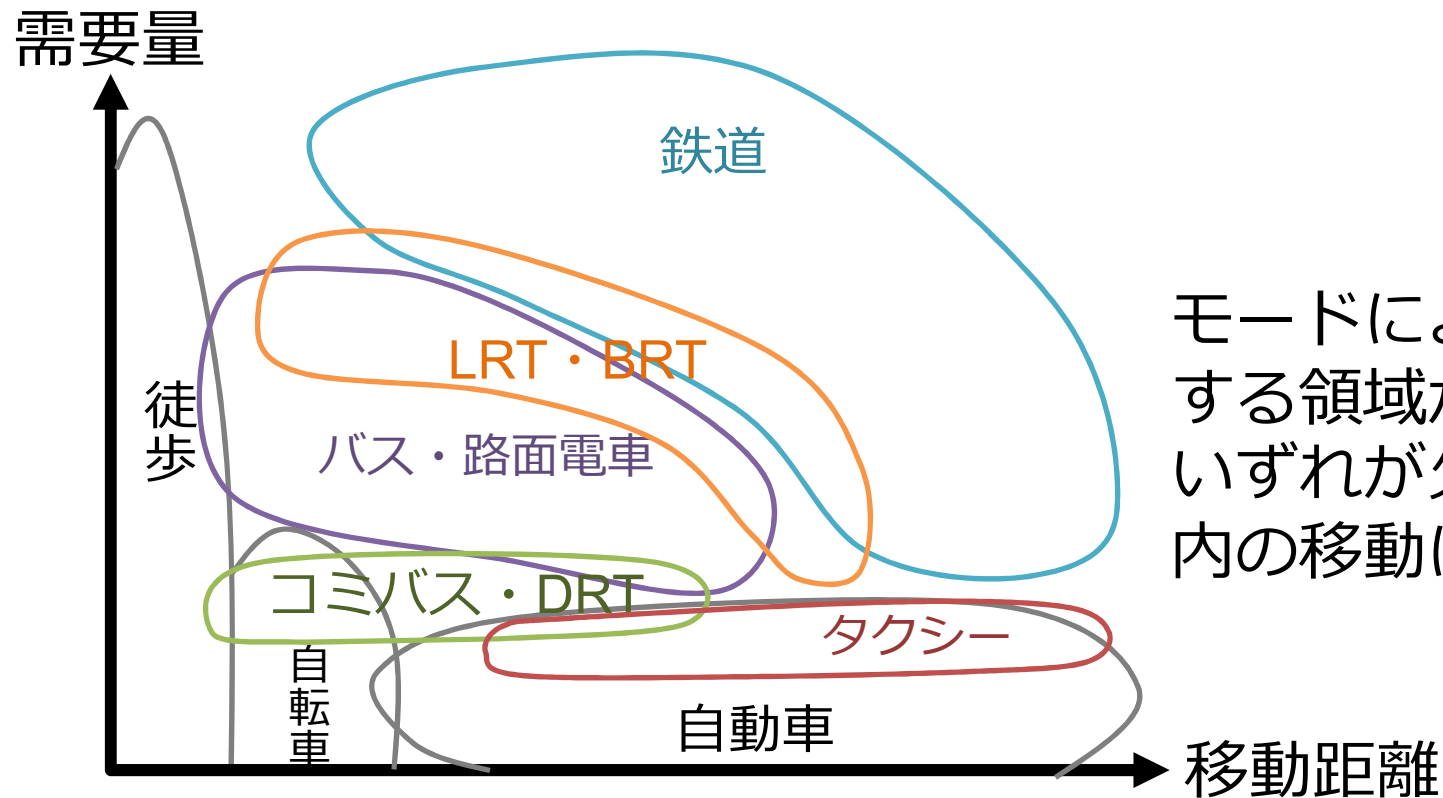 需要量
鉄道
LRT・BRT
徒歩
バス・路面電車
コミバス・DRT
タクシー
自転車
自動車
移動距離
モードに
する領域
いずれが
内の移動